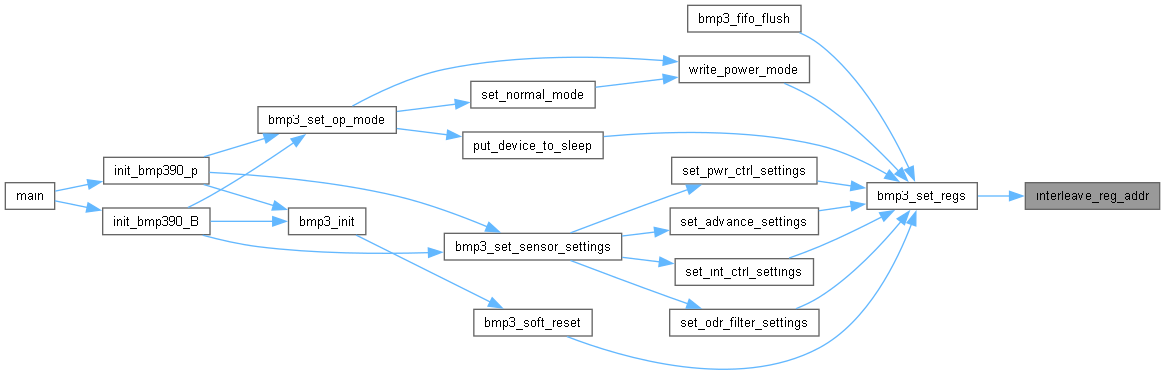 bmp3_fifo_flush
write_power_mode
set_normal_mode
bmp3_set_op_mode
put_device_to_sleep
init_bmp390_p
set_pwr_ctrl_settings
main
bmp3_set_regs
interleave_reg_addr
init_bmp390_B
bmp3_init
set_advance_settings
bmp3_set_sensor_settings
set_int_ctrl_settings
bmp3_soft_reset
set_odr_filter_settings